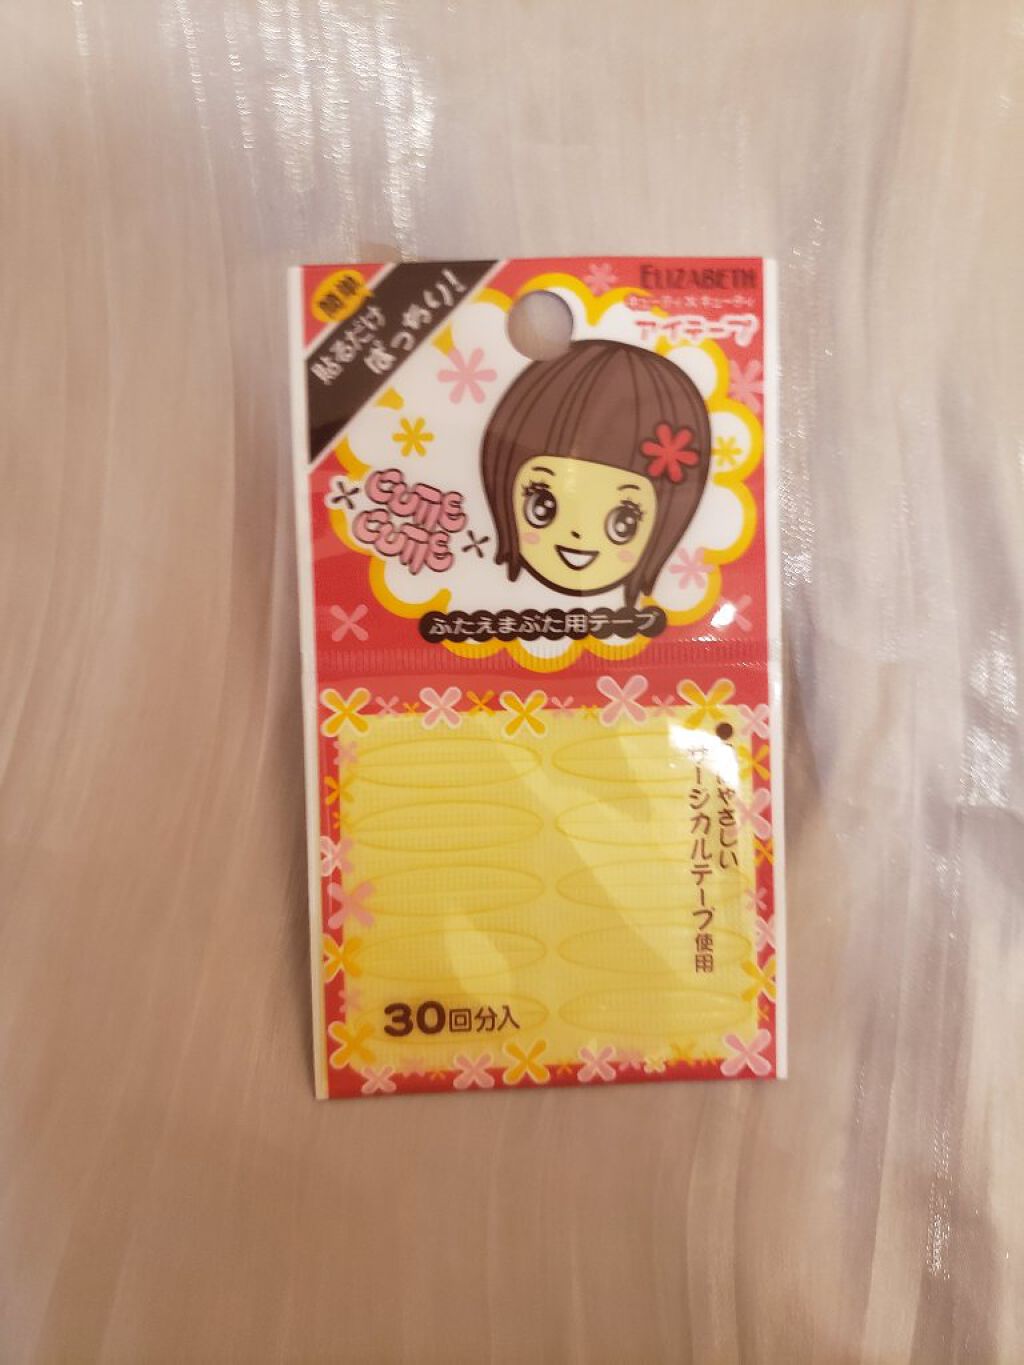 簡単
貼るだけ
ぱっちり!
ELIZABETH
キューティ×キューティ
アイテープ
CUTIE
CUTIE
ふたえまぶた用テープ
やさしい
サージカルテープ使用
30回分入